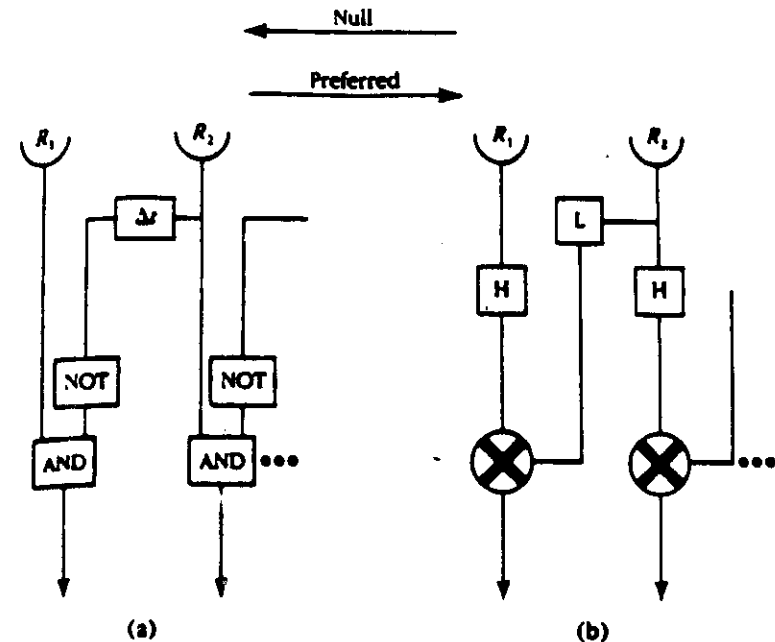 Null
Preferred
R₁ R₂ R₁ R₂
Δt L
H H
NOT NOT
AND AND •••
•••
(a) (b)